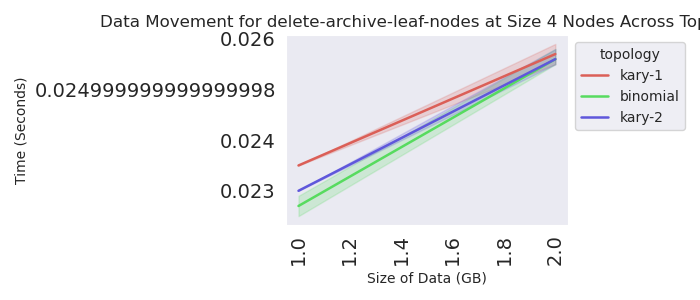 Data Movement for delete-archive-leaf-nodes at Size 4 Nodes Across
0.026
0.024999999999999998
0.024
0.023
Time (Seconds)
1.0
1.2
1.4
1.6
1.8
2.0
Size of Data (GB)
topology
kary-1
binomial
kary-2